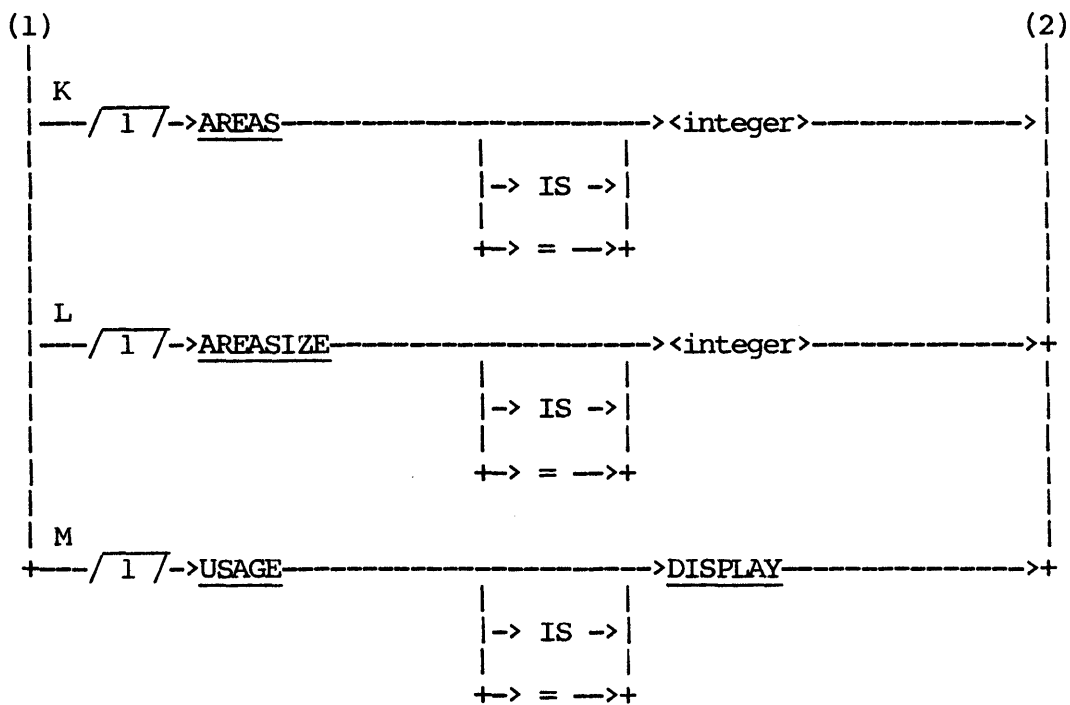 (1) (2)
K
/ 1 /->AREAS-><integer>->
|-> IS ->|
+-> = ->+
L
/ 1 /->AREASIZE-><integer>->+
|-> IS ->|
+-> = ->+
M
+--/ 1 /->USAGE->DISPLAY->+
|-> IS ->|
+-> = ->+